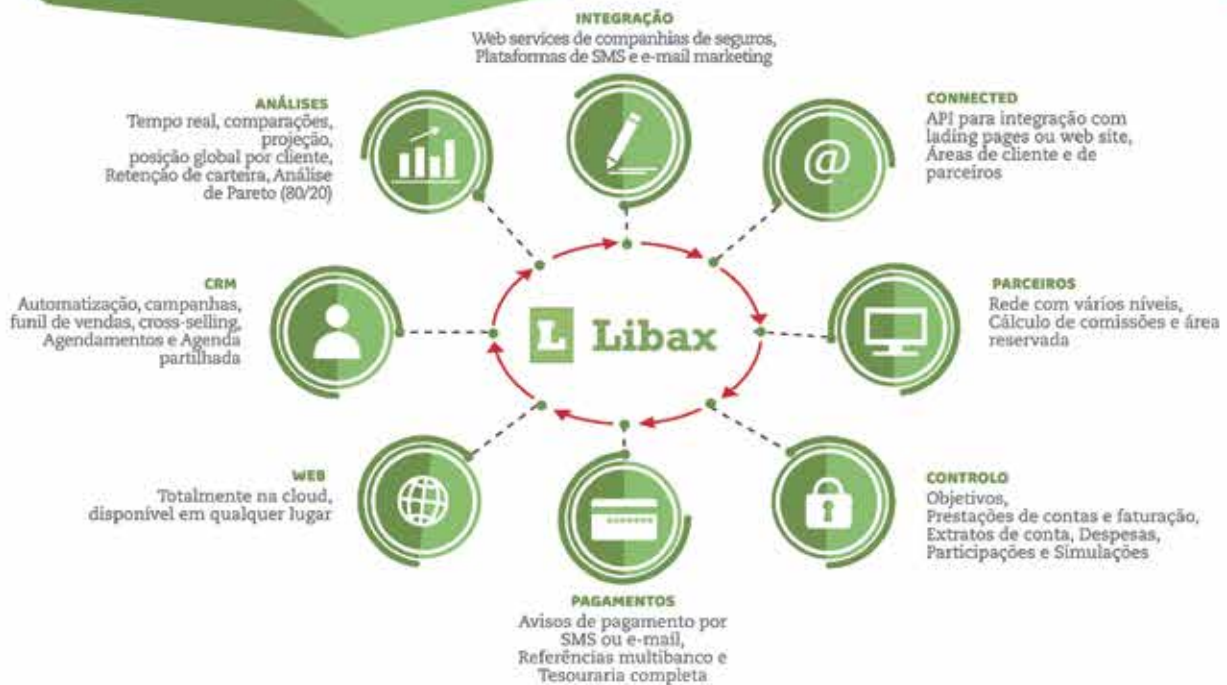 INTEGRAÇÃO
Web services de companhias de seguros,
Plataformas de SMS e e-mail marketing
ANÁLISES
Tempo real, comparações,
projeção,
posição global por cliente,
Retenção de carteira, Análise
de Pareto (80/20)
CONNECTED
API para integração com
lading pages ou web site,
Áreas de cliente e de
parceiros
CRM
Automatização, campanhas,
funil de vendas, cross-selling,
Agendamentos e Agenda
partilhada
@
L Libax
PARCEIROS
Rede com vários níveis,
Cálculo de comissões e área
reservada
WEB
Totalmente na cloud,
disponível em qualquer lugar
CONTROLO
Objetivos,
Prestações de contas e faturação,
Extratos de conta, Despesas,
Participações e Simulações
PAGAMENTOS
Avisos de pagamento por
SMS ou e-mail,
Referências multibanco e
Tesouraria completa